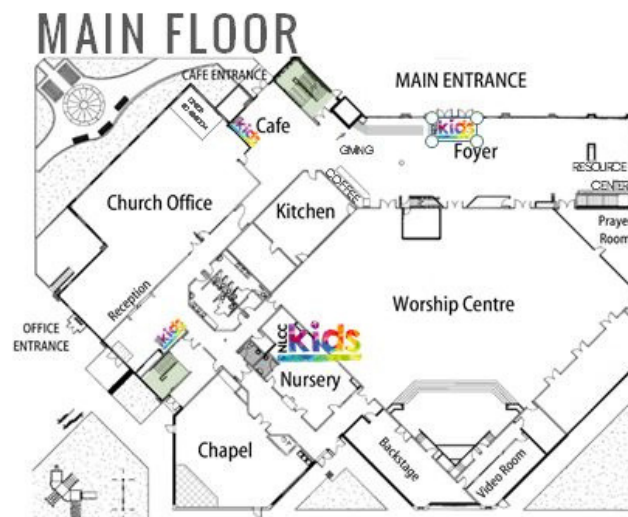 MAIN FLOOR
CAFE ENTRANCE
MAIN ENTRANCE
kids
Cafe
GIVING
kids
Foyer
RESOURCE
CENTER
COFFEE
Church Office
Kitchen
Praye
Room
Reception
Worship Centre
OFFICE
ENTRANCE
kids
NLCC
kids
Nursery
Chapel
Backstage
Video Room